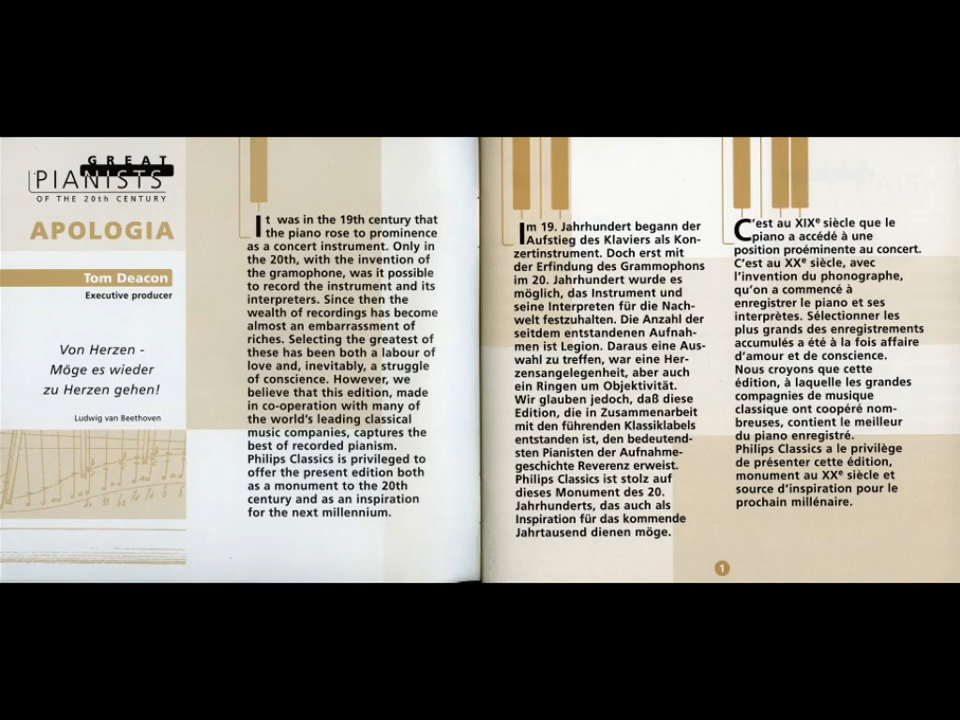 GREAT
PIANISTS
OF THE 20th CENTURY
APOLOGIA
Tom Deacon
Executive producer
Von Herzen -
Möge es wieder
zu Herzen gehen!
Ludwig van Beethoven
It was in the 19th century that
the piano rose to prominence
as a concert instrument. Only in
the 20th, with the invention of
the gramophone, was it possible
to record the instrument and its
interpreters. Since then the
wealth of recordings has become
almost an embarrassment of
riches. Selecting the greatest of
these has been both a labour of
love and, inevitably, a struggle
of conscience. However, we
believe that this edition, made
in co-operation with many of
the world's leading classical
music companies, captures the
best of recorded pianism.
Philips Classics is privileged to
offer the present edition both
as a monument to the 20th
century and as an inspiration
for the next millennium.
Im 19. Jahrhundert begann der
Aufstieg des Klaviers als Kon-
zertinstrument. Doch erst mit
der Erfindung des Grammophons
im 20. Jahrhundert wurde es
möglich, das Instrument und
seine Interpreten für die Nach-
welt festzuhalten. Die Anzahl der
seitdem entstandenen Aufnah-
men ist Legion. Daraus eine Aus-
wahl zu treffen, war eine Her-
zensangelegenheit, aber auch
ein Ringen um Objektivität.
Wir glauben jedoch, daß diese
Edition, die in Zusammenarbeit
mit den führenden Klassiklabels
entstanden ist, den bedeutend-
sten Pianisten der Aufnahme-
geschichte Reverenz erweist.
Philips Classics ist stolz auf
dieses Monument des 20.
Jahrhunderts, das auch als
Inspiration für das kommende
Jahrtausend dienen möge.
C'est au XIXe siècle que le
piano a accédé à une
position proéminente au concert.
C'est au XXe siècle, avec
l'invention du phonographe,
qu'on a commencé à
enregistrer le piano et ses
interprètes. Sélectionner les
plus grands des enregistrements
accumulés a été à la fois affaire
d'amour et de conscience.
Nous croyons que cette
édition, à laquelle les grandes
compagnies de musique
classique ont coopéré nom-
breuses, contient le meilleur
du piano enregistré.
Philips Classics a le privilège
de présenter cette édition,
monument au XXe siècle et
source d'inspiration pour le
prochain millénaire.
1